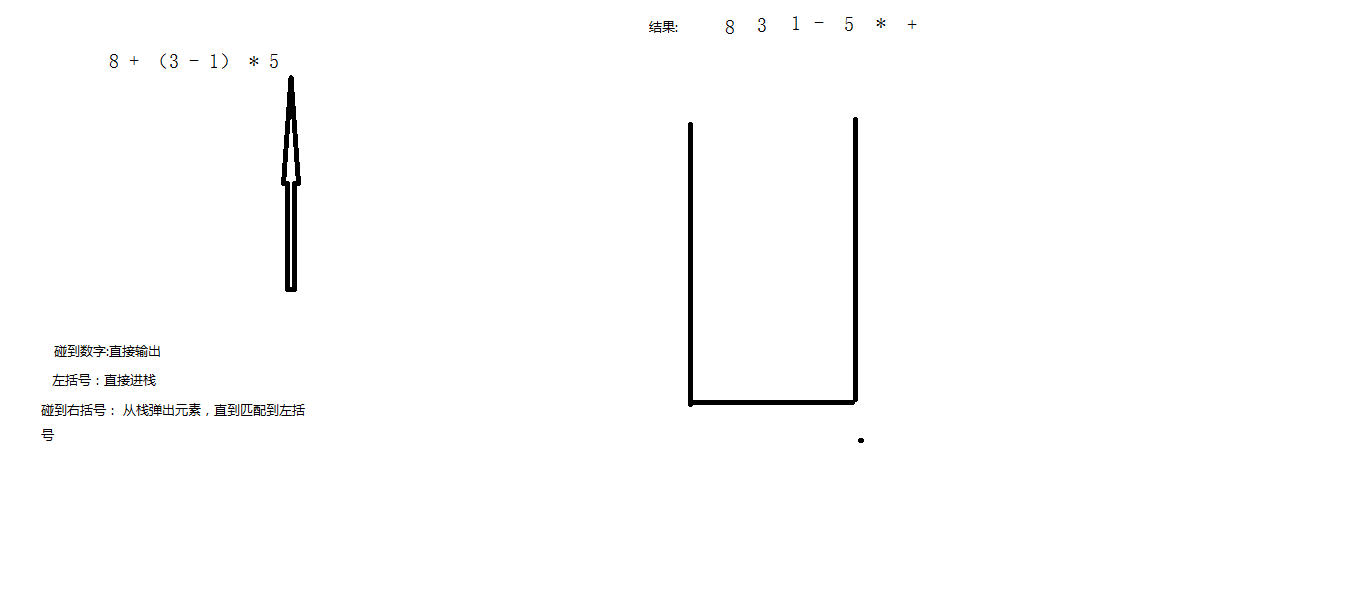 结果: 8 3 1 - 5 * +
8 + （3 - 1） * 5
碰到数字:直接输出
左括号：直接进栈
碰到右括号： 从栈弹出元素，直到匹配到左括
号